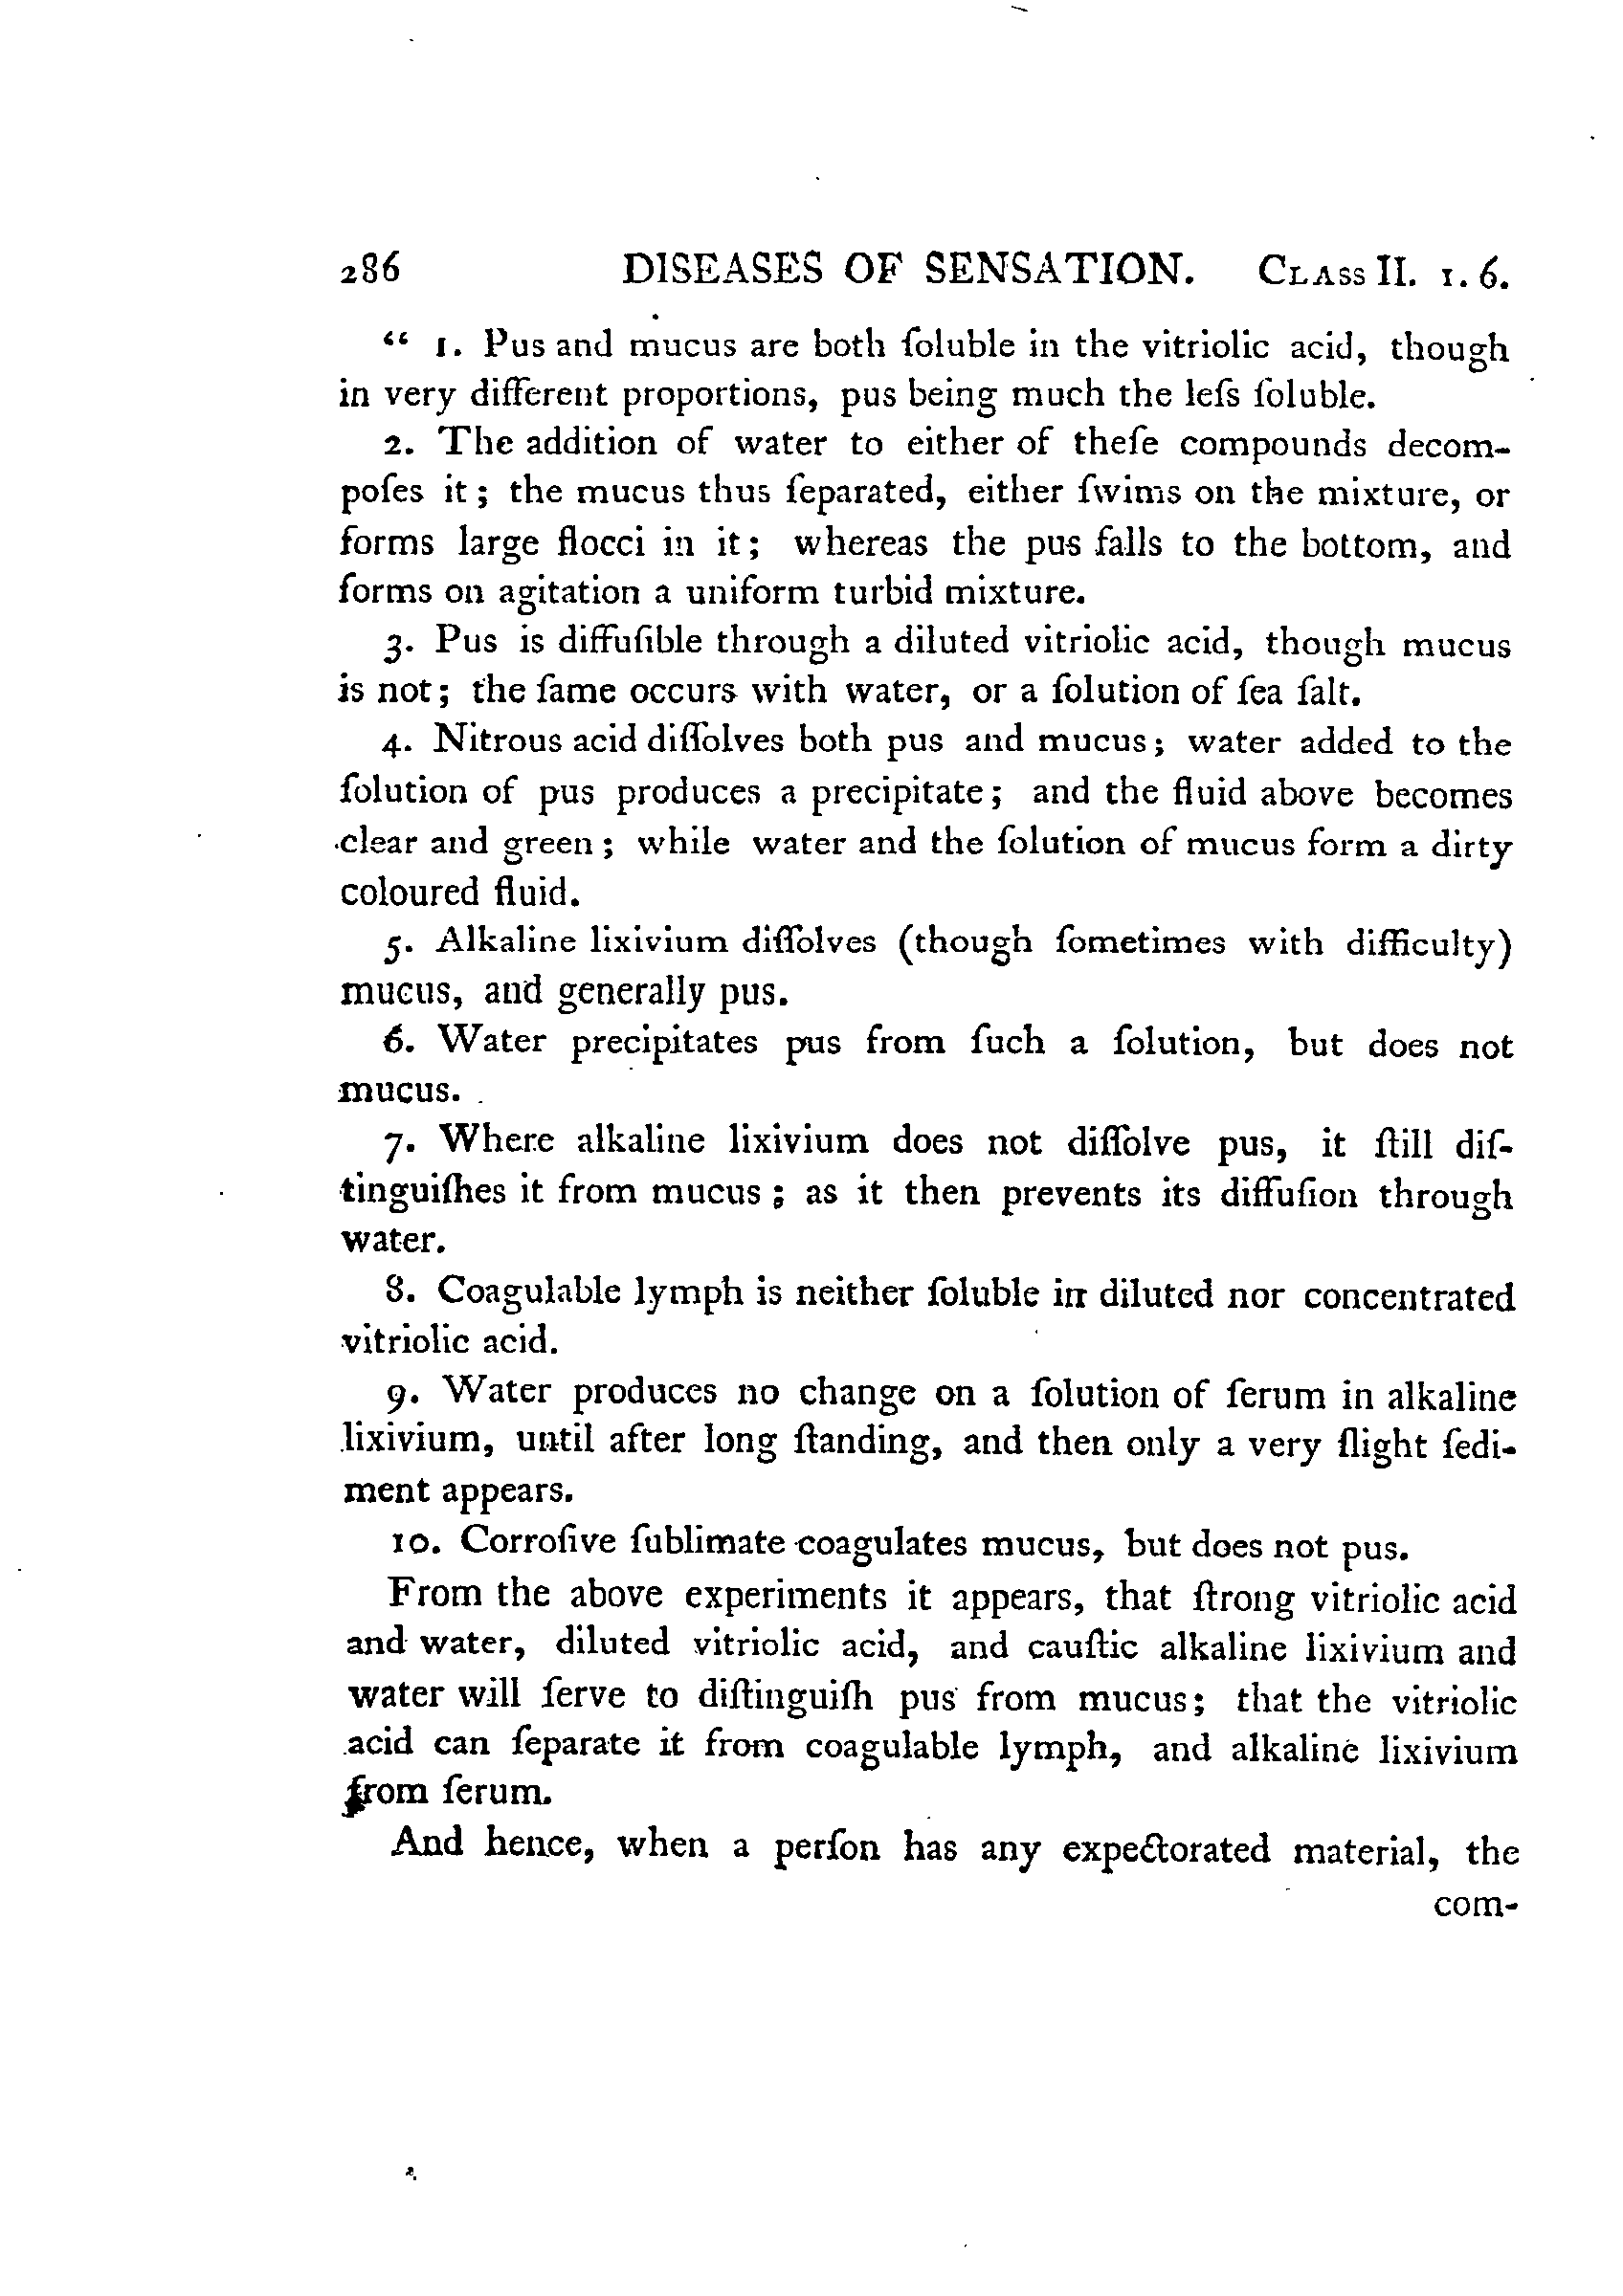 286 DISEASES OF SENSATION. CLASS II. 1. 6.
“ 1. Pus and mucus are both ſoluble in the vitriolic acid, though
in very different proportions, pus being much the leſs ſoluble.
2. The addition of water to either of theſe compounds decom-
poſes it; the mucus thus ſeparated, either ſwims on the mixture, or
forms large flocci in it; whereas the pus falls to the bottom, and
forms on agitation a uniform turbid mixture.
3. Pus is diffuſible through a diluted vitriolic acid, though mucus
is not; the ſame occurs with water, or a ſolution of ſea ſalt.
4. Nitrous acid diſſolves both pus and mucus; water added to the
ſolution of pus produces a precipitate; and the fluid above becomes
clear and green; while water and the ſolution of mucus form a dirty
coloured fluid.
5. Alkaline lixivium diſſolves (though ſometimes with difficulty)
mucus, and generally pus.
6. Water precipitates pus from ſuch a ſolution, but does not
mucus.
7. Where alkaline lixivium does not diſſolve pus, it ſtill diſ-
tinguiſhes it from mucus; as it then prevents its diffuſion through
water.
8. Coagulable lymph is neither ſoluble in diluted nor concentrated
vitriolic acid.
9. Water produces no change on a ſolution of ſerum in alkaline
lixivium, until after long ſtanding, and then only a very ſlight ſedi-
ment appears.
10. Corroſive ſublimate coagulates mucus, but does not pus.
From the above experiments it appears, that ſtrong vitriolic acid
and water, diluted vitriolic acid, and cauſtic alkaline lixivium and
water will ſerve to diſtinguiſh pus from mucus; that the vitriolic
acid can ſeparate it from coagulable lymph, and alkaline lixivium
from ſerum.
And hence, when a perſon has any expectorated material, the
com-